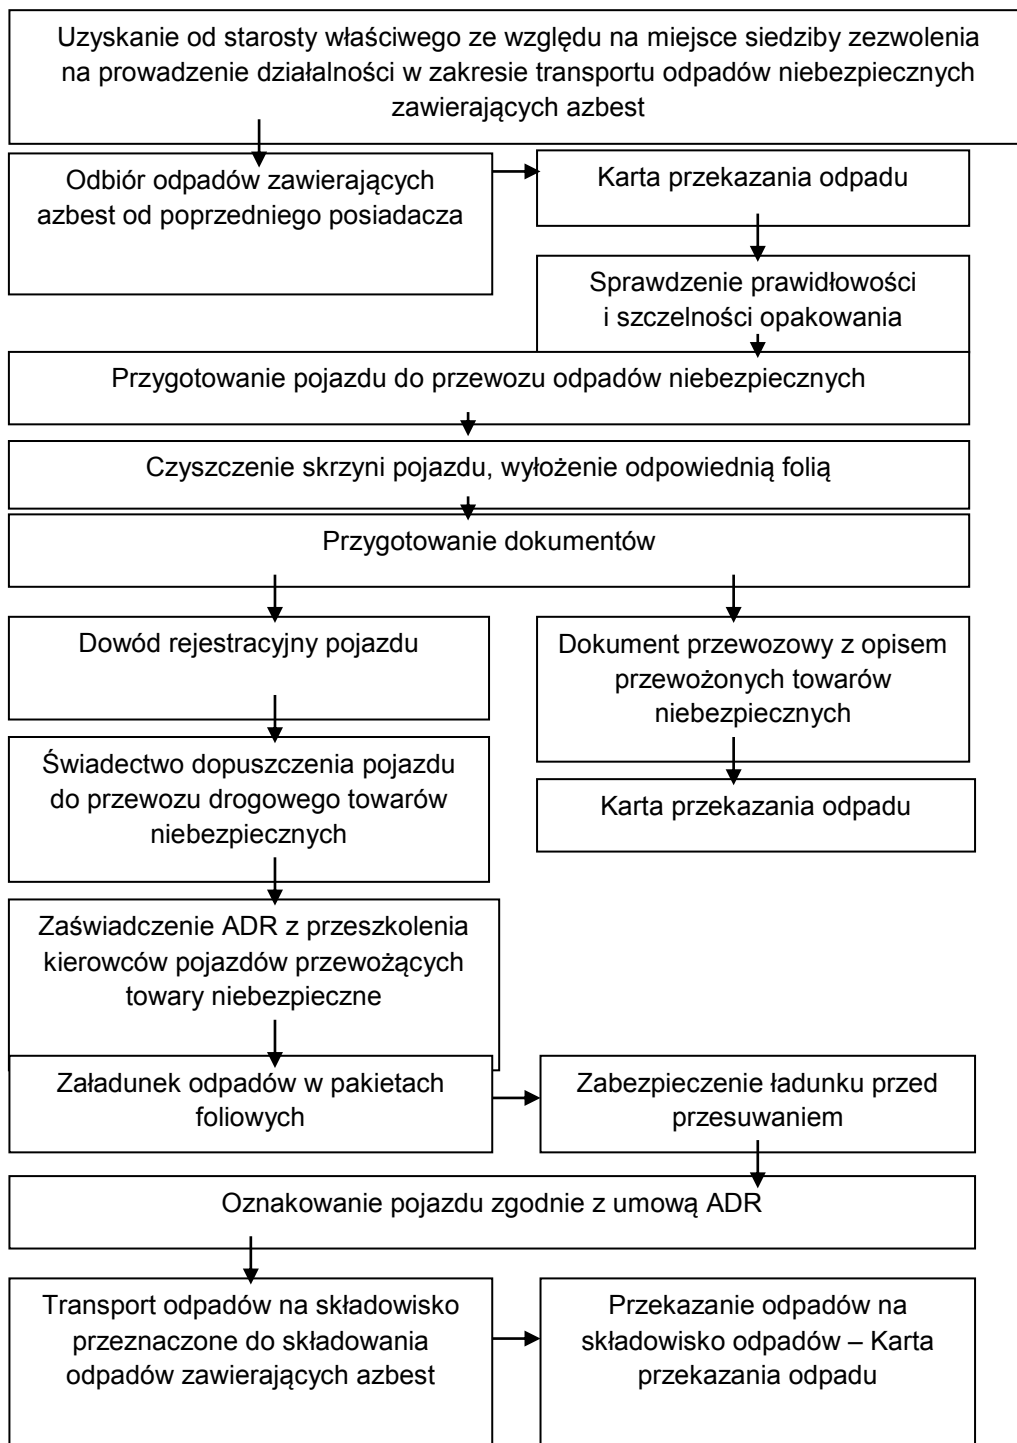 Uzyskanie od starosty właściwego ze względu na miejsce siedziby zezwolenia
na prowadzenie działalności w zakresie transportu odpadów niebezpiecznych
zawierających azbest
Odbiór odpadów zawierających
azbest od poprzedniego posiadacza
Karta przekazania odpadu
Sprawdzenie prawidłowości
i szczelności opakowania
Przygotowanie pojazdu do przewozu odpadów niebezpiecznych
Czyszczenie skrzyni pojazdu, wyłożenie odpowiednią folią
Przygotowanie dokumentów
Dowód rejestracyjny pojazdu
Dokument przewozowy z opisem
przewożonych towarów
niebezpiecznych
Świadectwo dopuszczenia pojazdu
do przewozu drogowego towarów
niebezpiecznych
Karta przekazania odpadu
Zaświadczenie ADR z przeszkolenia
kierowców pojazdów przewożących
towary niebezpieczne
Załadunek odpadów w pakietach
foliowych
Zabezpieczenie ładunku przed
przesuwaniem
Oznakowanie pojazdu zgodnie z umową ADR
Transport odpadów na składowisko
przeznaczone do składowania
odpadów zawierających azbest
Przekazanie odpadów na
składowisko odpadów – Karta
przekazania odpadu